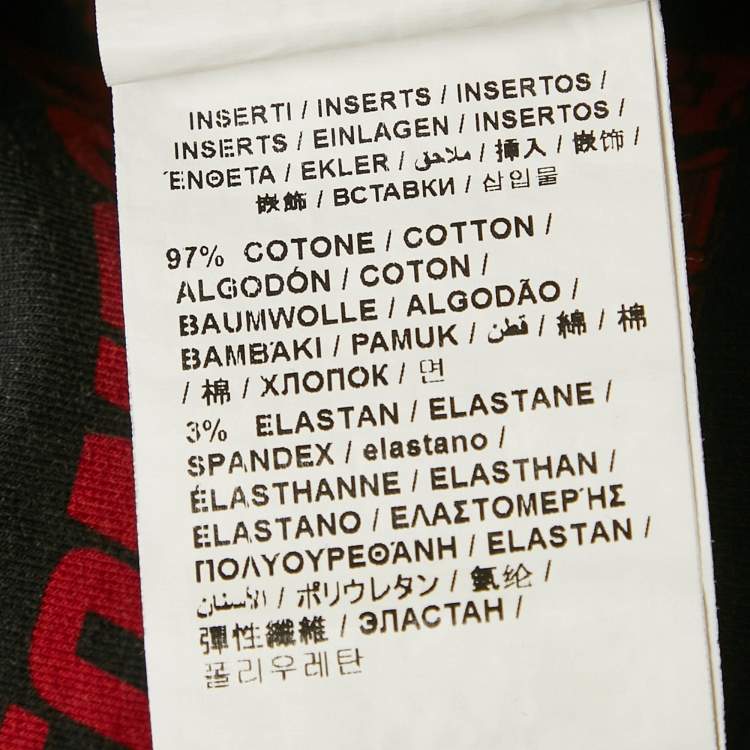 INSERTI / INSERTS / INSERTOS /
INSERTS / EINLAGEN / INSERTOS /
ΈΝΘΕΤΑ / EKLER / ملاحق / 挿入 / 嵌饰 /
嵌飾 / ВСТАВКИ / 삽입물
97% COTONE / COTTON /
ALGODÓN / COTON /
BAUMWOLLE / ALGODÃO /
ΒΑΜΒΆΚΙ / PAMUK / قطن / 綿 / 棉
/ 棉 / ХЛОПОК / 면
3% ELASTAN / ELASTANE /
SPANDEX / elastano /
ÉLASTHANNE / ELASTHAN /
ELASTANO / ΕΛΑΣΤΟΜΕΡΉΣ
ΠΟΛΥΟΥΡΕΘΆΝΗ / ELASTAN /
الأسفنان / ポリウレタン / 氨纶 /
彈性纖維 / ЭЛАСТАН /
폴리우레탄